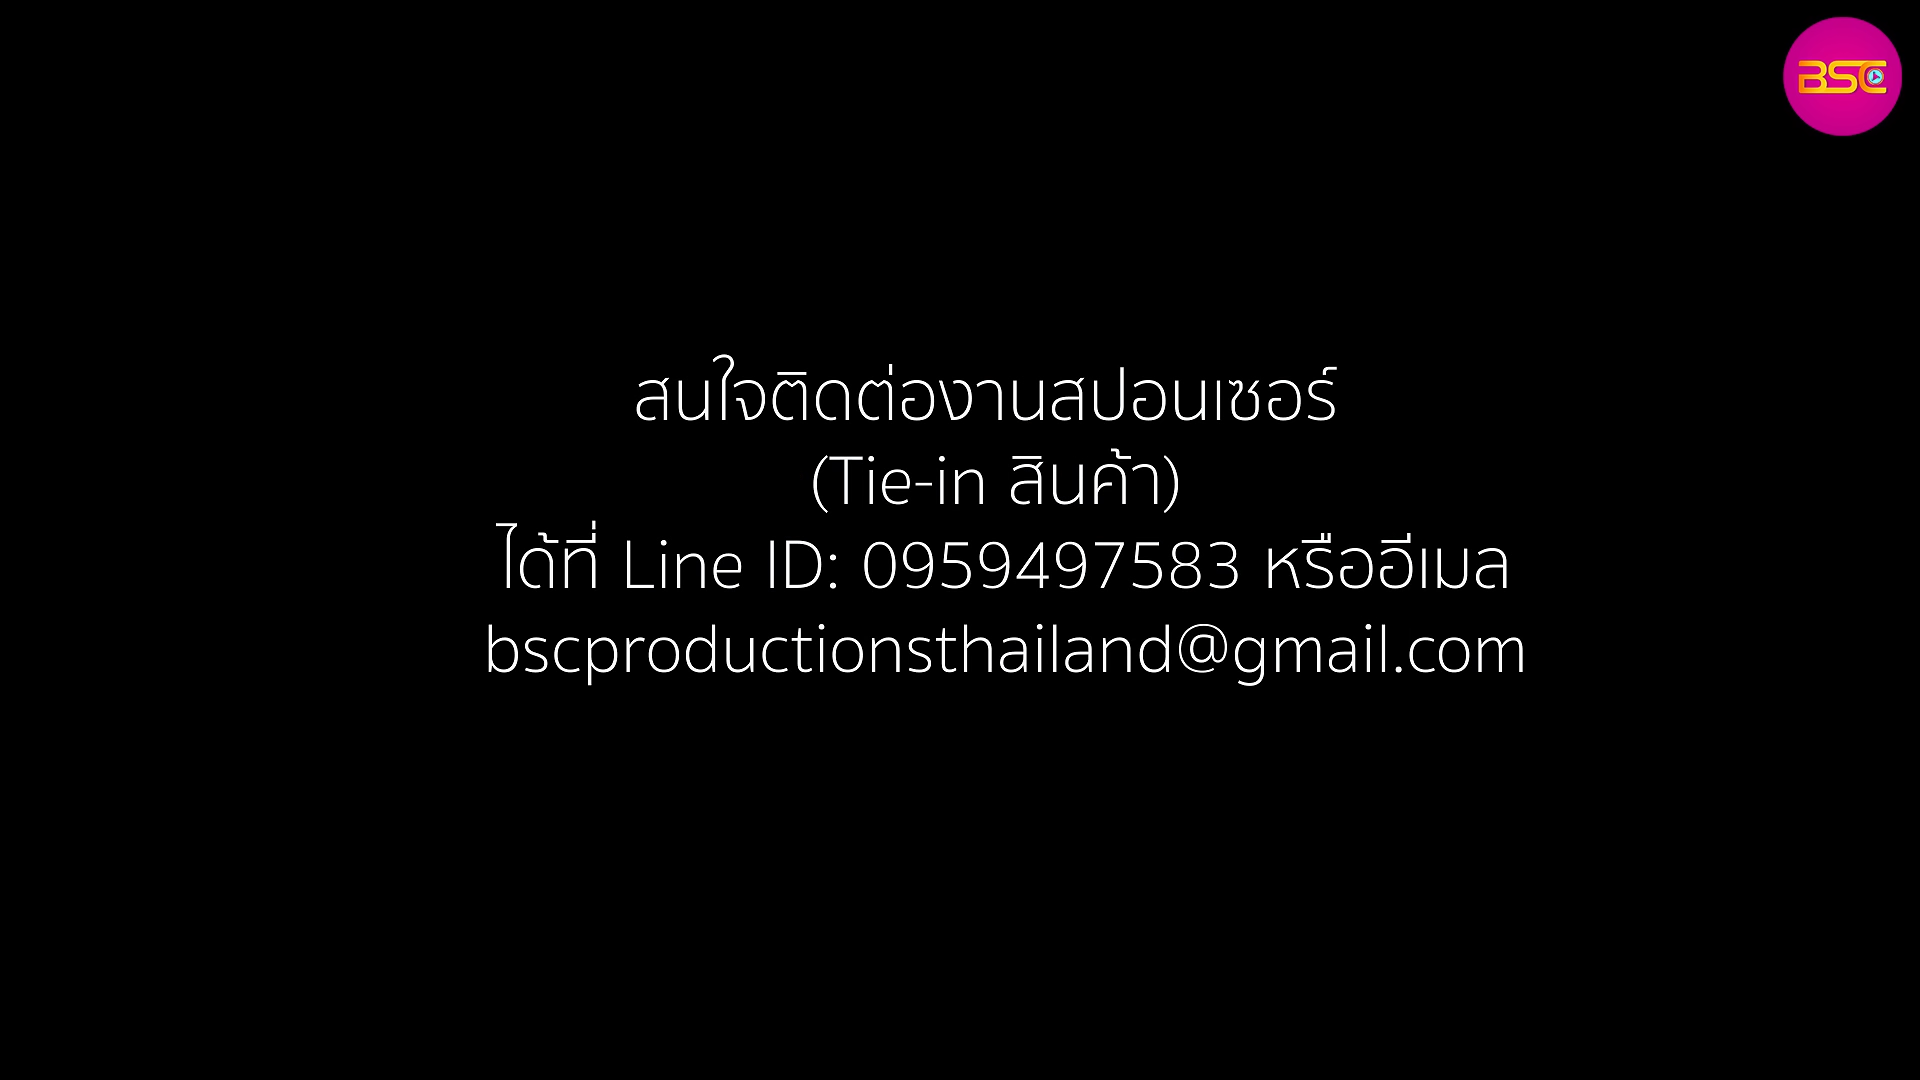 BSC
สนใจติดต่องานสปอนเซอร์
(Tie-in สินค้า)
ได้ที่ Line ID: 0959497583 หรืออีเมล
bscproductionsthailand@gmail.com